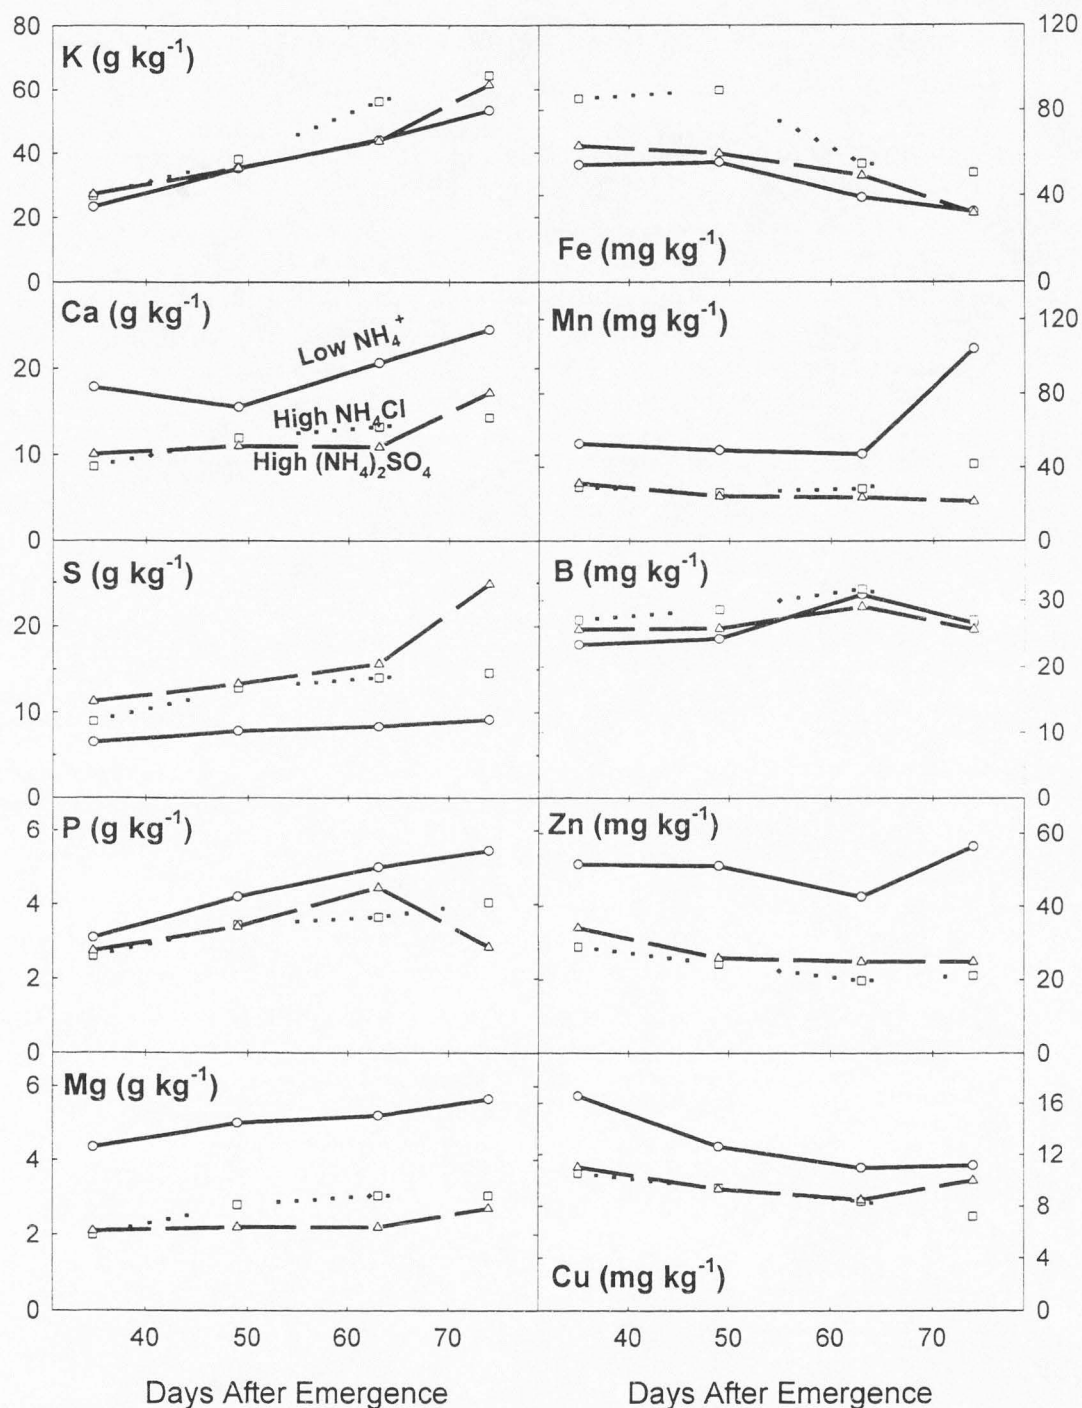 K (g kg⁻¹)
80
60
40
20
0
Fe (mg kg⁻¹)
120
80
40
0
Ca (g kg⁻¹)
20
10
0
Low NH₄⁺
High NH₄Cl
High (NH₄)₂SO₄
Mn (mg kg⁻¹)
120
80
40
0
S (g kg⁻¹)
20
10
0
B (mg kg⁻¹)
30
20
10
0
P (g kg⁻¹)
6
4
2
0
Zn (mg kg⁻¹)
60
40
20
0
Mg (g kg⁻¹)
6
4
2
0
Cu (mg kg⁻¹)
16
12
8
4
0
40 50 60 70
40 50 60 70
Days After Emergence
Days After Emergence